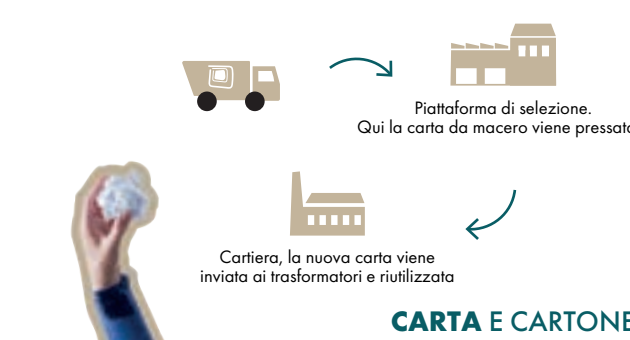 Piattaforma di selezione.
Qui la carta da macero viene pressata
Cartiera, la nuova carta viene
inviata ai trasformatori e riutilizzata
CARTA E CARTONE